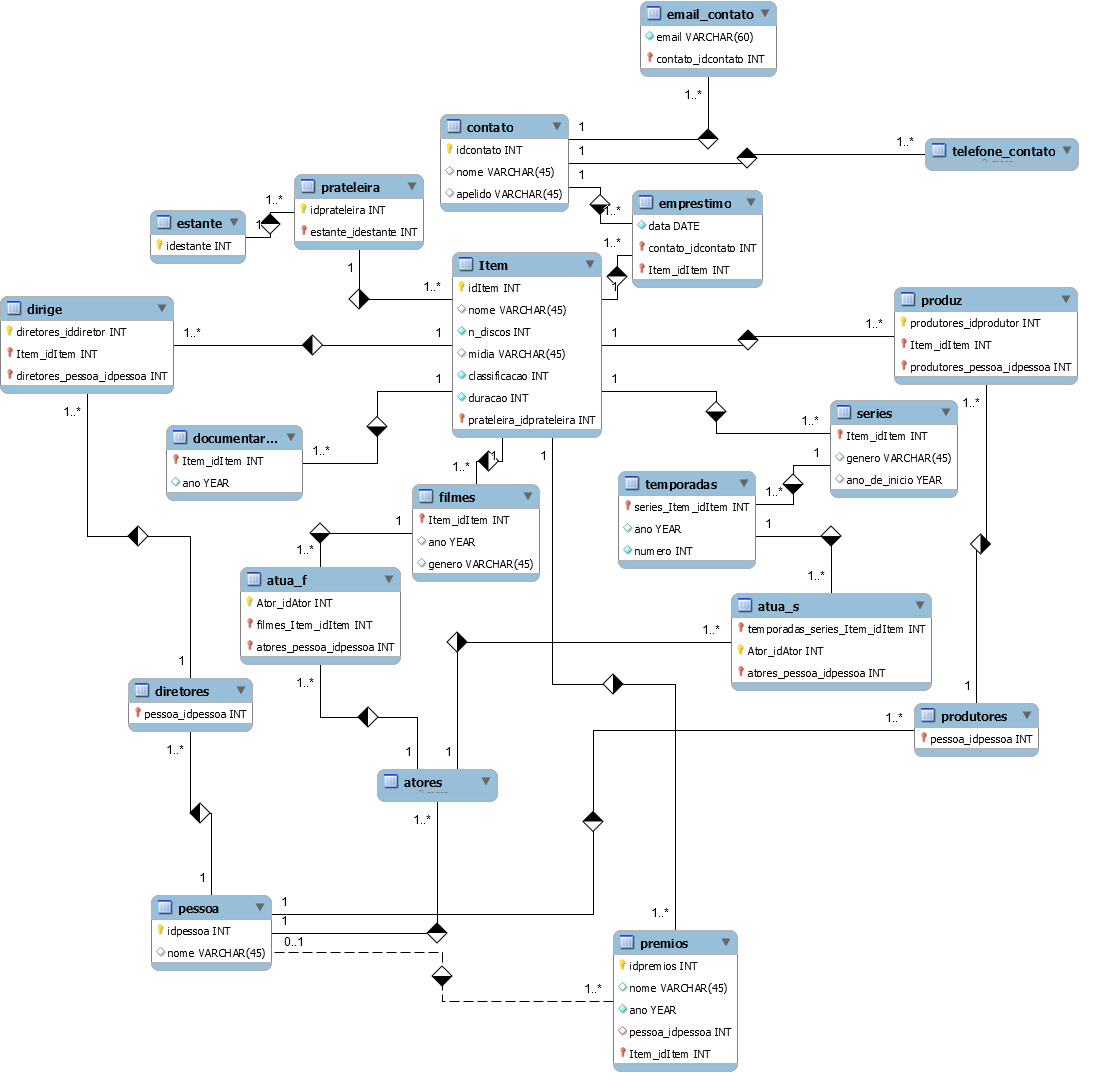 email_contato
email VARCHAR(60)
contato_idcontato INT
1..*
contato
idcontato INT
nome VARCHAR(45)
apelido VARCHAR(45)
1
1
1
1..*
telefone_contato
prateleira
idprateleira INT
estante_idestante INT
1..*
1
estante
idestante INT
1..*
emprestimo
data DATE
contato_idcontato INT
Item_idItem INT
1..*
1
1
1..*
Item
idItem INT
nome VARCHAR(45)
n_discos INT
midia VARCHAR(45)
classificacao INT
duracao INT
prateleira_idprateleira INT
dirige
diretores_iddiretor INT
Item_idItem INT
diretores_pessoa_idpessoa INT
1..*
1
1
1..*
produz
produtores_idprodutor INT
Item_idItem INT
produtores_pessoa_idpessoa INT
1
1
1..*
1..*
1..*
series
Item_idItem INT
genero VARCHAR(45)
ano_de_inicio YEAR
documentar...
Item_idItem INT
ano YEAR
1..*
1
1..*
1
1
1..*
filmes
Item_idItem INT
ano YEAR
genero VARCHAR(45)
temporadas
series_Item_idItem INT
ano YEAR
numero INT
1
1..*
1
1..*
atua_f
Ator_idAtor INT
filmes_Item_idItem INT
atores_pessoa_idpessoa INT
atua_s
temporadas_series_Item_idItem INT
Ator_idAtor INT
atores_pessoa_idpessoa INT
1..*
1
1..*
1
diretores
pessoa_idpessoa INT
produtores
pessoa_idpessoa INT
1..*
1..*
1
1
atores
1..*
1
pessoa
idpessoa INT
nome VARCHAR(45)
1
1
0..1
1..*
1..*
premios
idpremios INT
nome VARCHAR(45)
ano YEAR
pessoa_idpessoa INT
Item_idItem INT